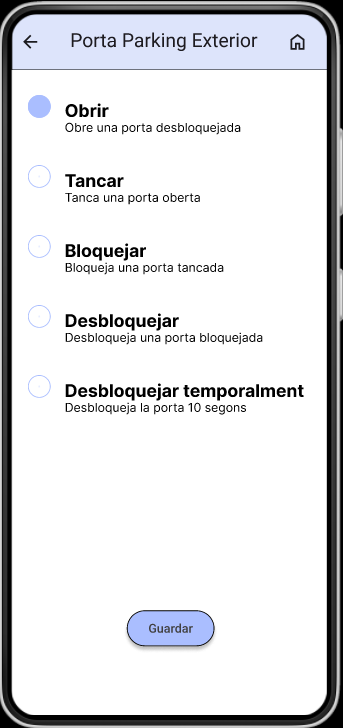 Porta Parking Exterior
Obrir
Obre una porta desbloquejada
Tancar
Tanca una porta oberta
Bloquejar
Bloqueja una porta tancada
Desbloquejar
Desbloqueja una porta bloquejada
Desbloquejar temporalment
Desbloqueja la porta 10 segons
Guardar